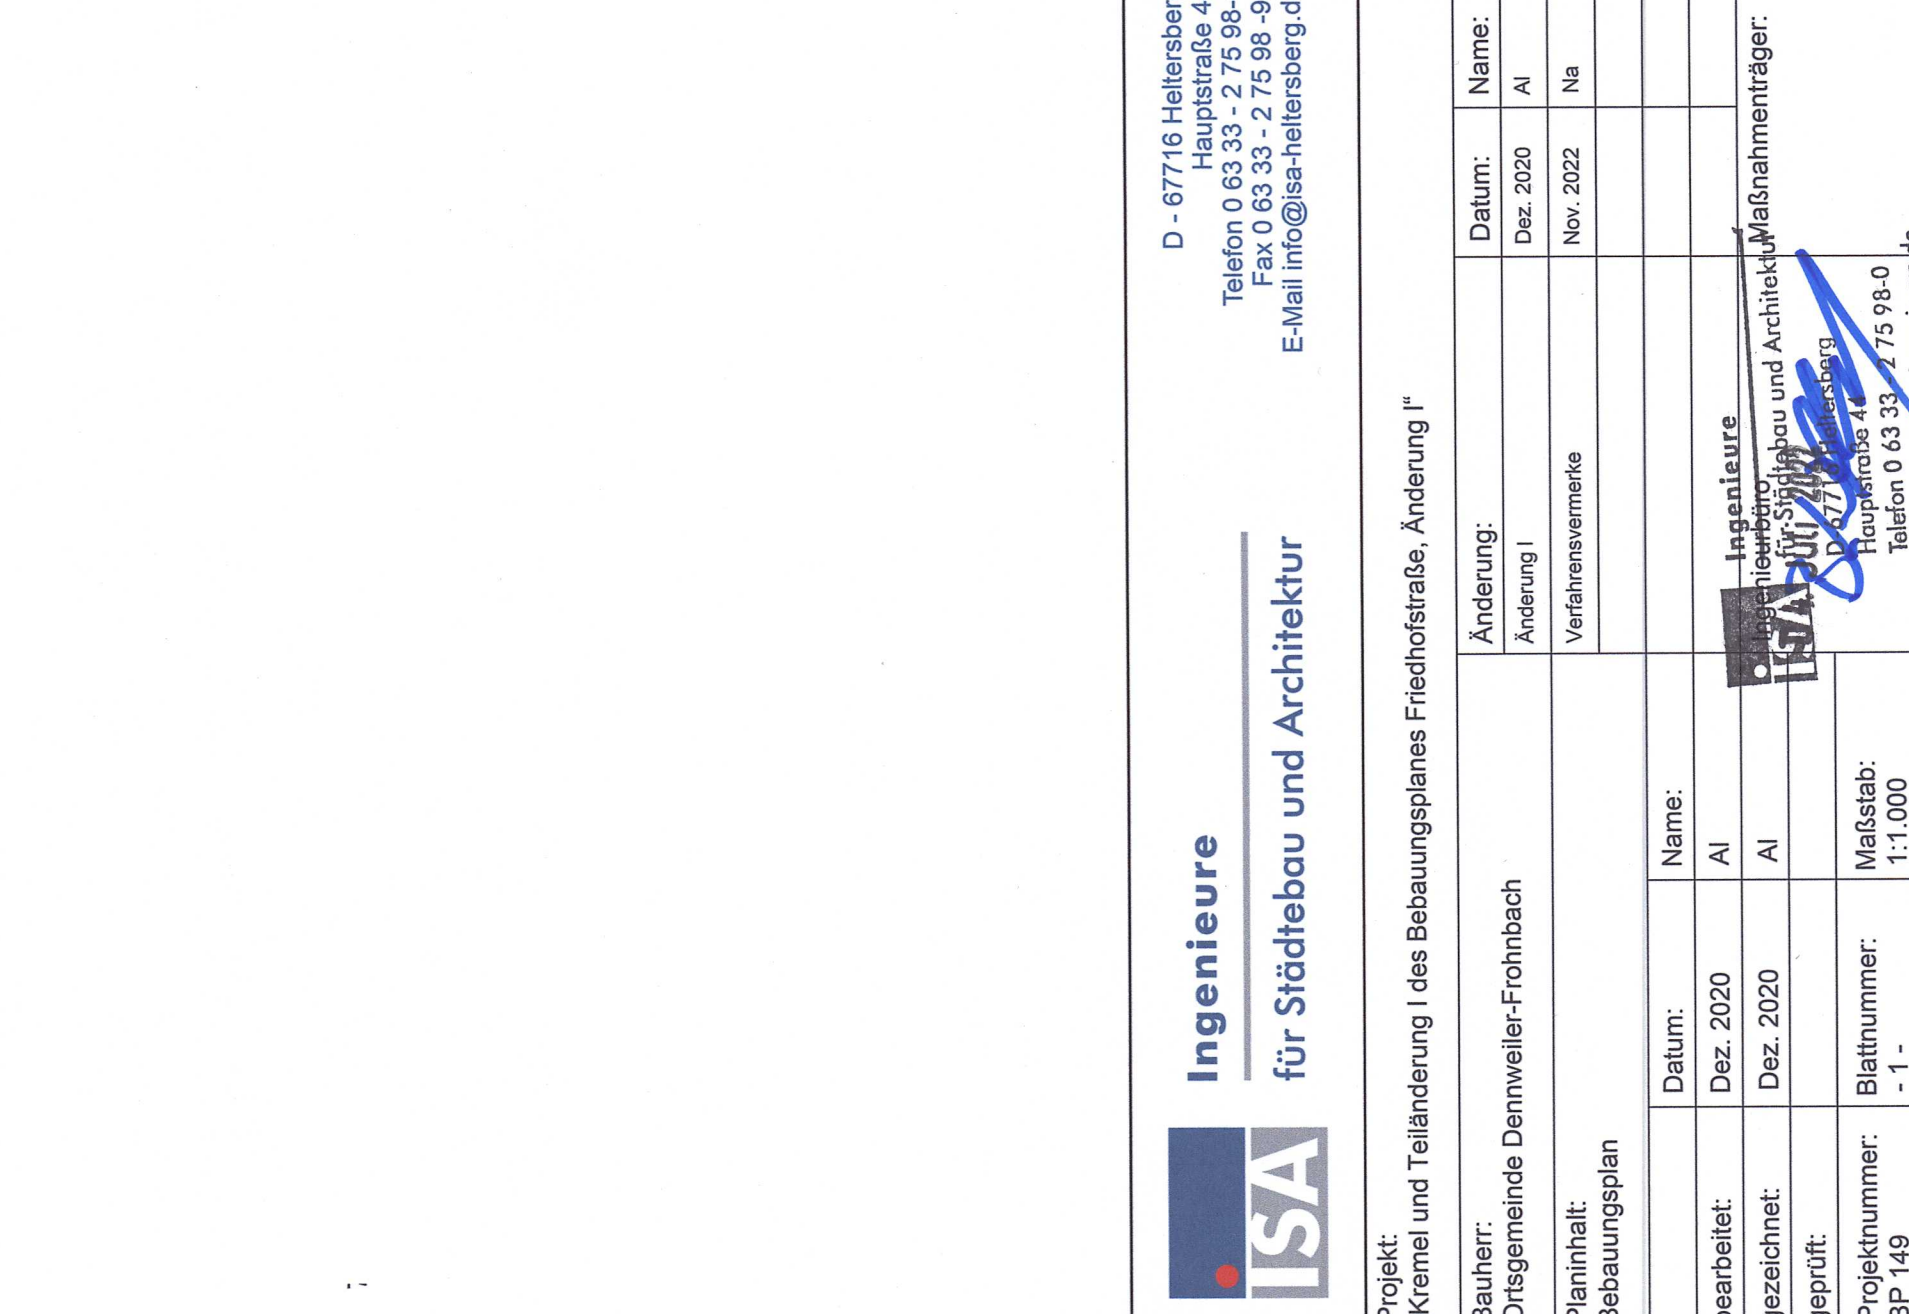 ISA
Ingenieure
für Städtebau und Architektur
D - 67716 Heltersber
Hauptstraße 4
Telefon 0 63 33 - 2 75 98-
Fax 0 63 33 - 2 75 98 -9
E-Mail info@isa-heltersberg.d
Projekt:
Kremel und Teiländerung I des Bebauungsplanes Friedhofstraße, Änderung I“
Bauherr:
Ortsgemeinde Dennweiler-Frohnbach
Planinhalt:
Bebauungsplan
Änderung: Datum: Name:
Änderung I Dez. 2020 Al
Verfahrensvermerke Nov. 2022 Na
Datum: Name:
bearbeitet: Dez. 2020 Al
gezeichnet: Dez. 2020 Al
geprüft:
Projektnummer: Blattnummer: Maßstab:
BP 149 - 1 - 1:1.000
Ingenieurbüro:
Maßnahmenträger:
ISA
Ingenieure
für Städtebau und Architektur
D-67716 Heltersberg
Hauptstraße 44
Telefon 0 63 33 - 2 75 98-0